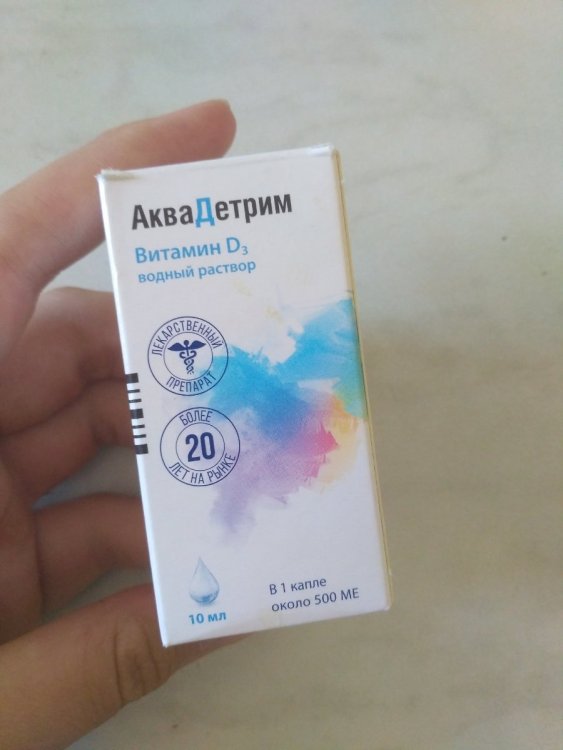 АкваДетрим
Витамин D₃
водный раствор
ЛЕКАРСТВЕННЫЙ
ПРЕПАРАТ
БОЛЕЕ
20
ЛЕТ НА РЫНКЕ
10 мл
В 1 капле
около 500 МЕ